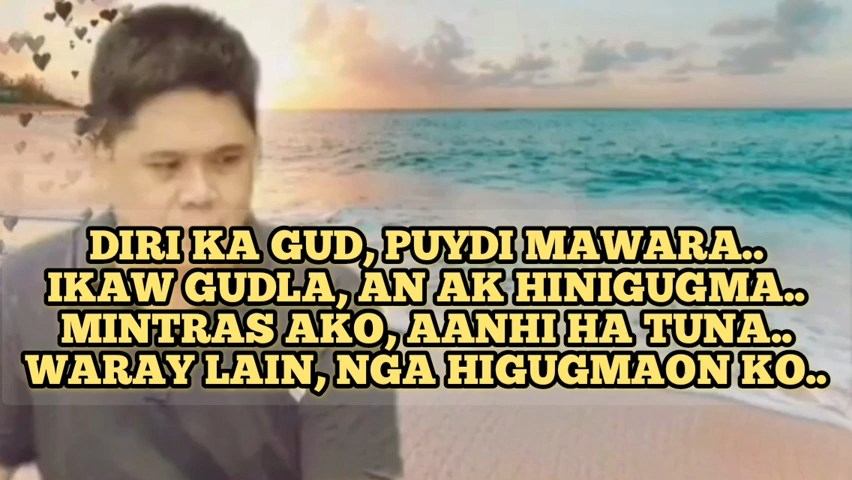 DIRI KA GUD, PUYDI MAWARA..
IKAW GUDLA, AN AK HINIGUGMA..
MINTRAS AKO, AANHI HA TUNA..
WARAY LAIN, NGA HIGUGMAON KO..